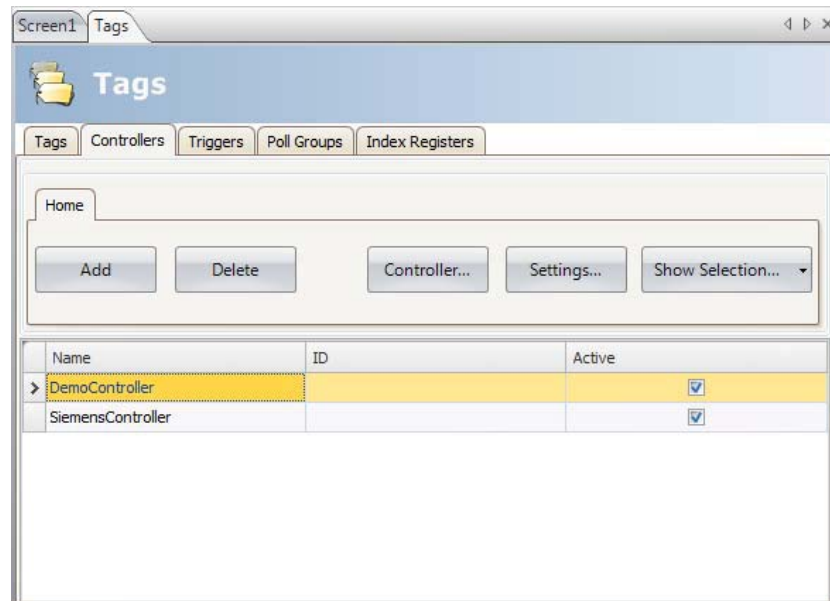 Screen1 Tags
Tags
Tags Controllers Triggers Poll Groups Index Registers
Home
Add Delete Controller... Settings... Show Selection...
Name ID Active
DemoController
SiemensController